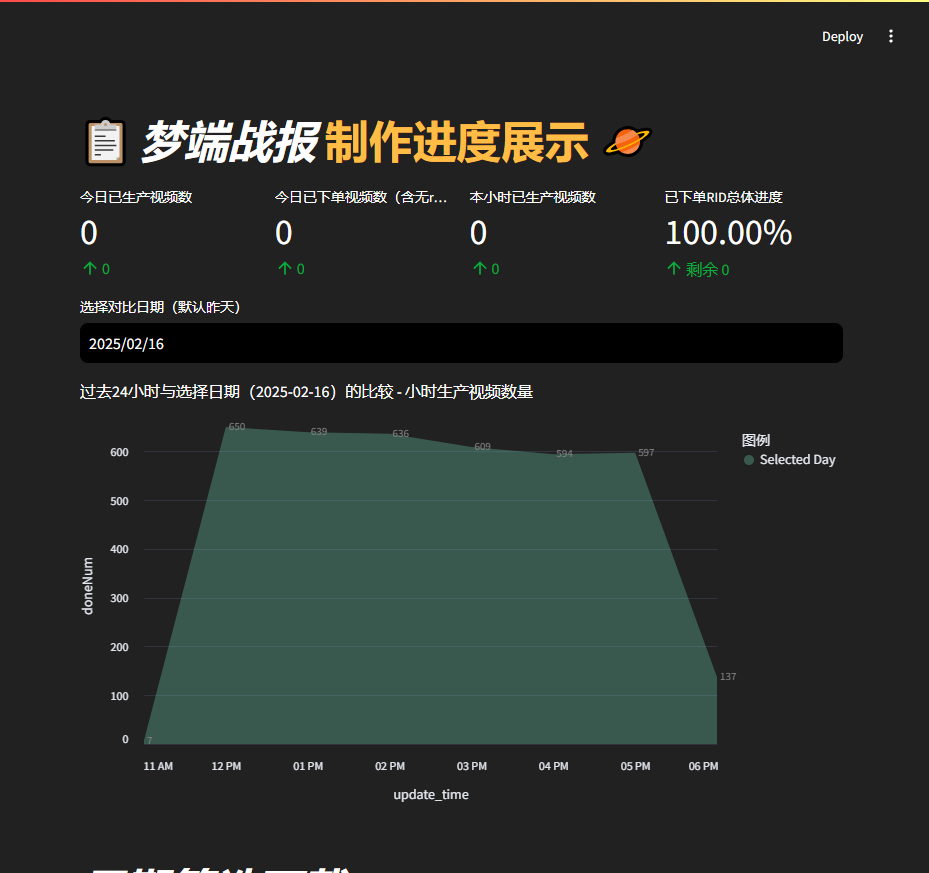 Deploy
梦端战报 制作进度展示
今日已生产视频数
0
↑ 0
今日已下单视频数（含无r...
0
↑ 0
本小时已生产视频数
0
↑ 0
已下单RID总体进度
100.00%
↑ 剩余 0
选择对比日期（默认昨天）
2025/02/16
过去24小时与选择日期（2025-02-16）的比较 - 小时生产视频数量
图例
Selected Day
doneNum
600
500
400
300
200
100
0
7
650
639
636
609
594
597
137
11 AM
12 PM
01 PM
02 PM
03 PM
04 PM
05 PM
06 PM
update_time